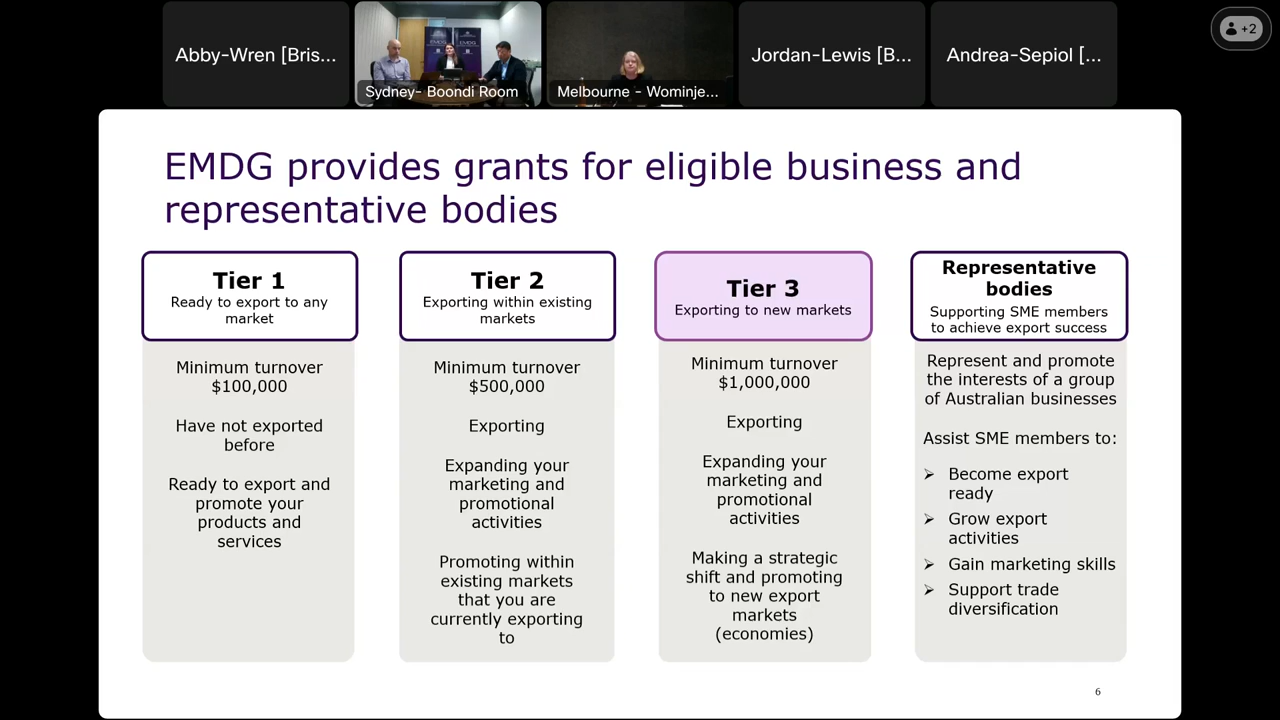 Abby-Wren [Bris...
Sydney- Boondi Room
Melbourne - Wominje...
Jordan-Lewis [B...
Andrea-Sepiol [...
+2
EMDG provides grants for eligible business and
representative bodies
Tier 1
Ready to export to any
market
Minimum turnover
$100,000
Have not exported
before
Ready to export and
promote your
products and
services
Tier 2
Exporting within existing
markets
Minimum turnover
$500,000
Exporting
Expanding your
marketing and
promotional
activities
Promoting within
existing markets
that you are
currently exporting
to
Tier 3
Exporting to new markets
Minimum turnover
$1,000,000
Exporting
Expanding your
marketing and
promotional
activities
Making a strategic
shift and promoting
to new export
markets
(economies)
Representative
bodies
Supporting SME members
to achieve export success
Represent and promote
the interests of a group
of Australian businesses
Assist SME members to:
➢ Become export
ready
➢ Grow export
activities
➢ Gain marketing skills
➢ Support trade
diversification
6